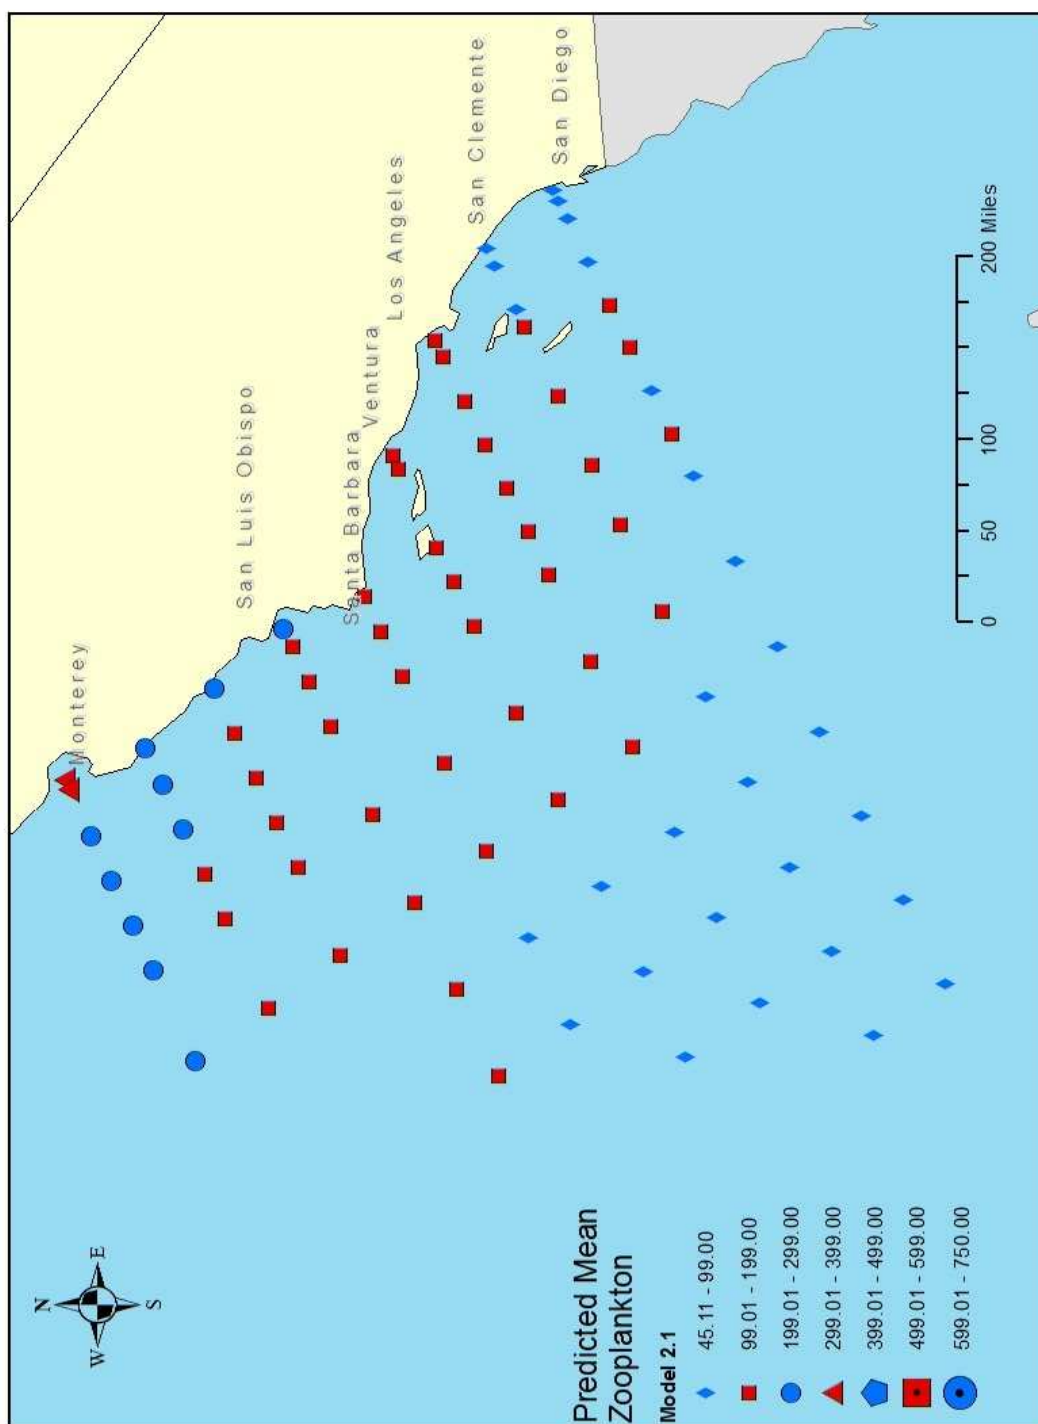 Monterey
San Luis Obispo
Santa Barbara
Ventura
Los Angeles
San Clemente
San Diego
N
W
E
S
Predicted Mean
Zooplankton
Model 2.1
45.11 - 99.00
99.01 - 199.00
199.01 - 299.00
299.01 - 399.00
399.01 - 499.00
499.01 - 599.00
599.01 - 750.00
0 50 100 200 Miles